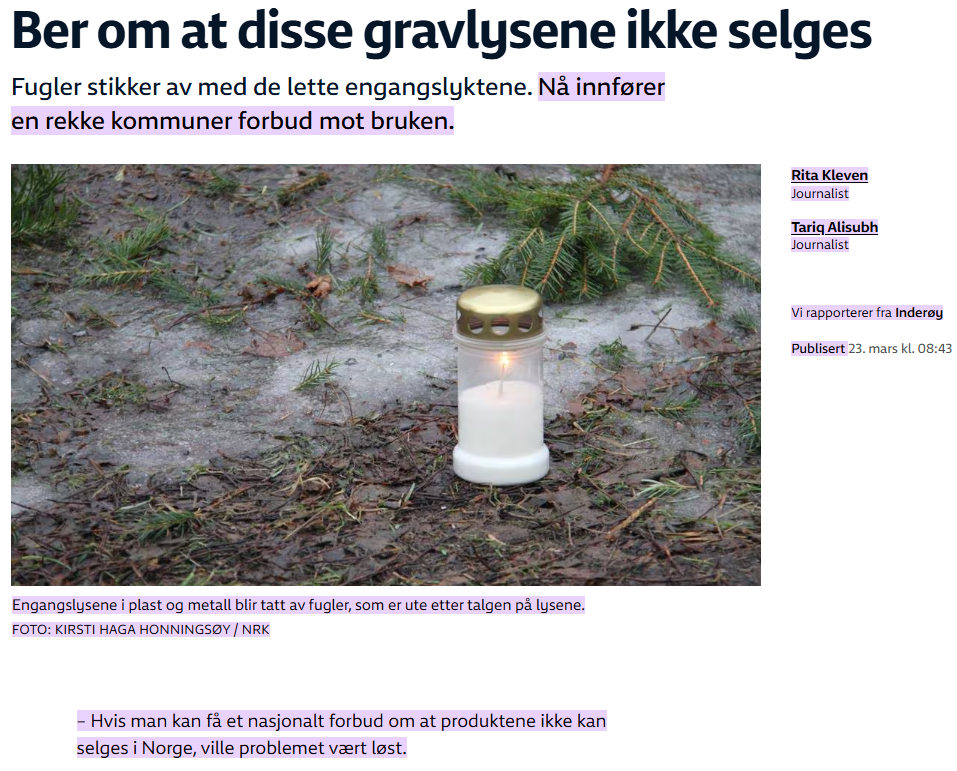 Ber om at disse gravlysene ikke selges
Fugler stikker av med de lette engangslyktene. Nå innfører
en rekke kommuner forbud mot bruken.
Rita Kleven
Journalist
Tariq Alisubh
Journalist
Vi rapporterer fra Inderøy
Publisert 23. mars kl. 08:43
Engangslysene i plast og metall blir tatt av fugler, som er ute etter talgen på lysene.
FOTO: KIRSTI HAGA HONNINGSØY / NRK
– Hvis man kan få et nasjonalt forbud om at produktene ikke kan
selges i Norge, ville problemet vært løst.